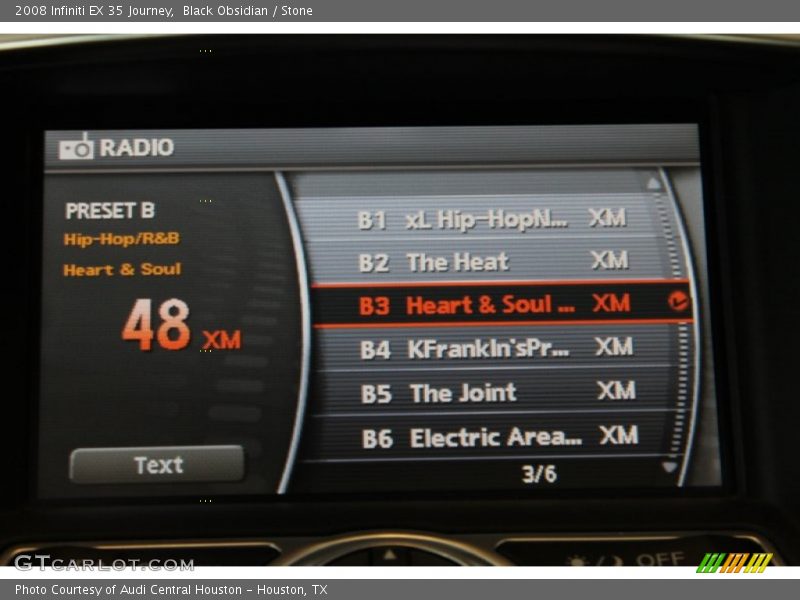 2008 Infiniti EX 35 Journey, Black Obsidian / Stone
RADIO
PRESET B
Hip-Hop/R&B
Heart & Soul
48 XM
Text
B1 xL Hip-HopN... XM
B2 The Heat XM
B3 Heart & Soul ... XM
B4 KFrankIn'sPr... XM
B5 The Joint XM
B6 Electric Area... XM
3/6
OFF
GTCARLOT.COM
Photo Courtesy of Audi Central Houston - Houston, TX